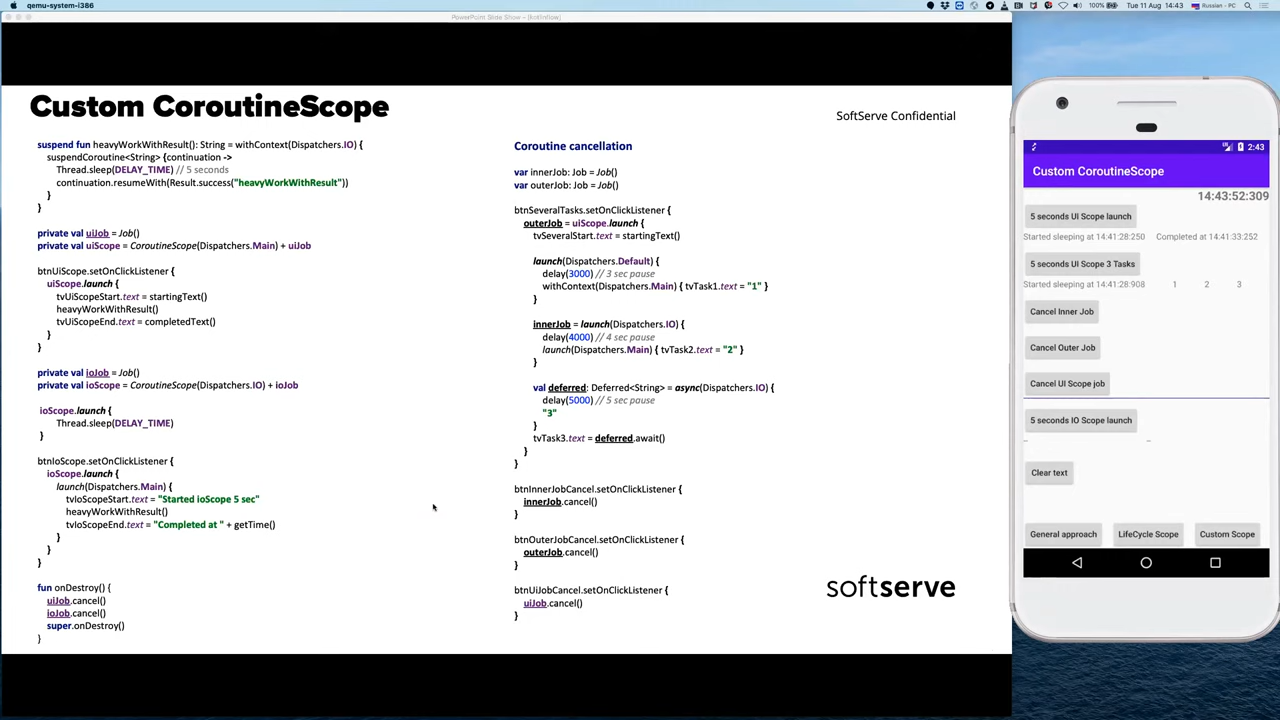 qemu-system-i386
100%
Tue 11 Aug 14:43
Russian - PC
PowerPoint Slide Show - [kotlinflow]
Custom CoroutineScope
SoftServe Confidential
suspend fun heavyWorkWithResult(): String = withContext(Dispatchers.IO) {
suspendCoroutine<String> {continuation ->
Thread.sleep(DELAY_TIME) // 5 seconds
continuation.resumeWith(Result.success("heavyWorkWithResult"))
}
}
private val uiJob = Job()
private val uiScope = CoroutineScope(Dispatchers.Main) + uiJob
btnUiScope.setOnClickListener {
uiScope.launch {
tvUiScopeStart.text = startingText()
heavyWorkWithResult()
tvUiScopeEnd.text = completedText()
}
}
private val ioJob = Job()
private val ioScope = CoroutineScope(Dispatchers.IO) + ioJob
ioScope.launch {
Thread.sleep(DELAY_TIME)
}
btnIoScope.setOnClickListener {
ioScope.launch {
launch(Dispatchers.Main) {
tvIoScopeStart.text = "Started ioScope 5 sec"
heavyWorkWithResult()
tvIoScopeEnd.text = "Completed at " + getTime()
}
}
}
fun onDestroy() {
uiJob.cancel()
ioJob.cancel()
super.onDestroy()
}
Coroutine cancellation
var innerJob: Job = Job()
var outerJob: Job = Job()
btnSeveralTasks.setOnClickListener {
outerJob = uiScope.launch {
tvSeveralStart.text = startingText()
launch(Dispatchers.Default) {
delay(3000) // 3 sec pause
withContext(Dispatchers.Main) { tvTask1.text = "1" }
}
innerJob = launch(Dispatchers.IO) {
delay(4000) // 4 sec pause
launch(Dispatchers.Main) { tvTask2.text = "2" }
}
val deferred: Deferred<String> = async(Dispatchers.IO) {
delay(5000) // 5 sec pause
"3"
}
tvTask3.text = deferred.await()
}
}
btnInnerJobCancel.setOnClickListener {
innerJob.cancel()
}
btnOuterJobCancel.setOnClickListener {
outerJob.cancel()
}
btnUiJobCancel.setOnClickListener {
uiJob.cancel()
}
softserve
2:43
Custom CoroutineScope
14:43:52:309
5 seconds UI Scope launch
Started sleeping at 14:41:28:250 Completed at 14:41:33:252
5 seconds UI Scope 3 Tasks
Started sleeping at 14:41:28:908 1 2 3
Cancel Inner Job
Cancel Outer Job
Cancel UI Scope job
5 seconds IO Scope launch
_ _
Clear text
General approach LifeCycle Scope Custom Scope